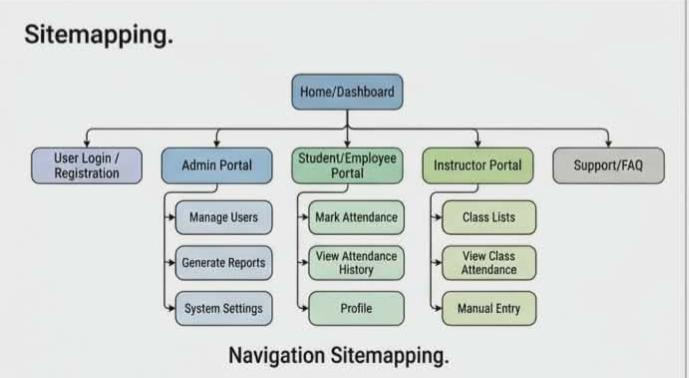 Sitemapping.
Home/Dashboard
User Login /
Registration
Admin Portal
Student/Employee
Portal
Instructor Portal
Support/FAQ
Manage Users
Generate Reports
System Settings
Mark Attendance
View Attendance
History
Profile
Class Lists
View Class
Attendance
Manual Entry
Navigation Sitemapping.